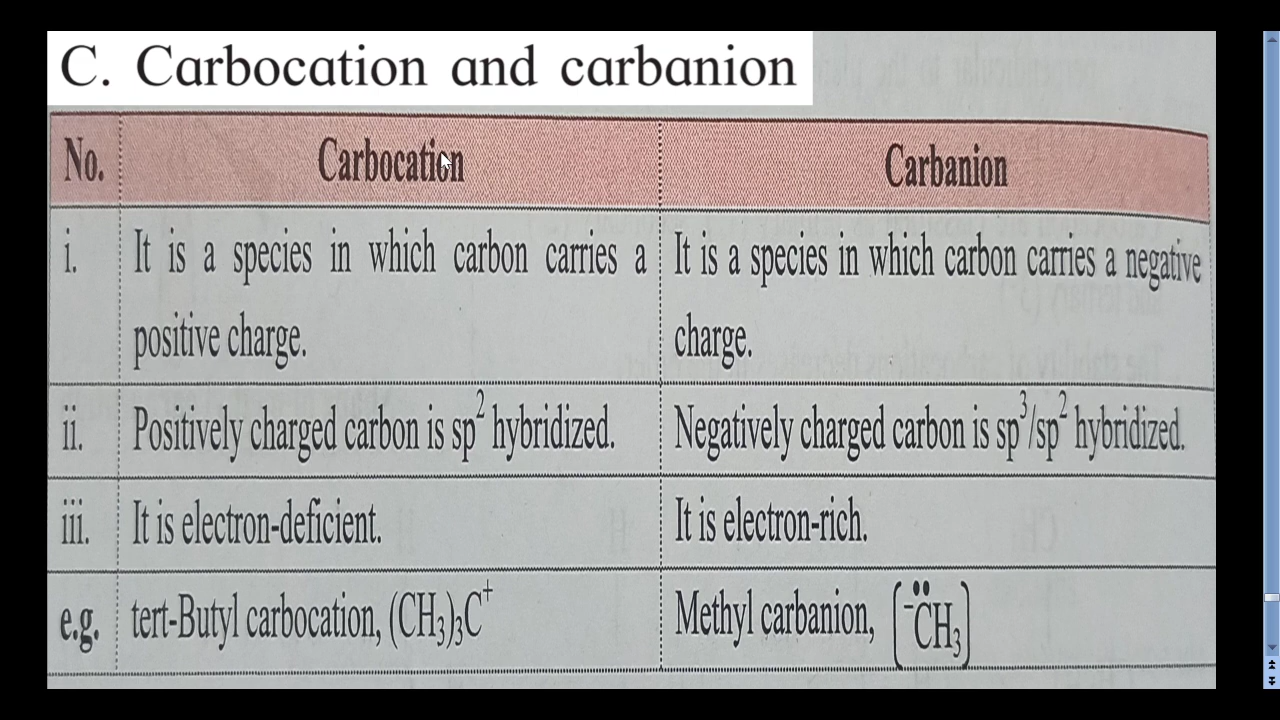 C. Carbocation and carbanion
No. Carbocation Carbanion
i. It is a species in which carbon carries a It is a species in which carbon carries a negative
positive charge. charge.
ii. Positively charged carbon is sp² hybridized. Negatively charged carbon is sp³/sp² hybridized.
iii. It is electron-deficient. It is electron-rich.
e.g. tert-Butyl carbocation, (CH₃)₃C⁺ Methyl carbanion, [⁻C̈H₃]